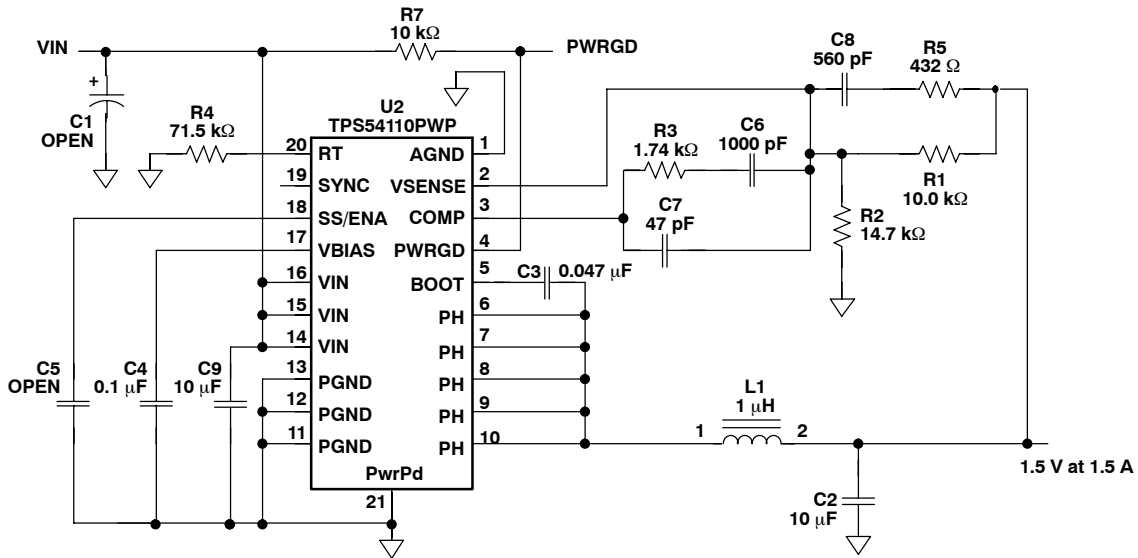 VIN
R7
10 kΩ
PWRGD
+
C1
OPEN
R4
71.5 kΩ
U2
TPS54110PWP
20 RT
AGND 1
19 SYNC
VSENSE 2
18 SS/ENA
COMP 3
17 VBIAS
PWRGD 4
16 VIN
BOOT 5
15 VIN
PH 6
14 VIN
PH 7
13 PGND
PH 8
12 PGND
PH 9
11 PGND
PH 10
PwrPd
21
C8
560 pF
R5
432 Ω
R3
1.74 kΩ
C6
1000 pF
R1
10.0 kΩ
C7
47 pF
R2
14.7 kΩ
C3 0.047 µF
C5
OPEN
C4
0.1 µF
C9
10 µF
L1
1 µH
1 2
1.5 V at 1.5 A
C2
10 µF